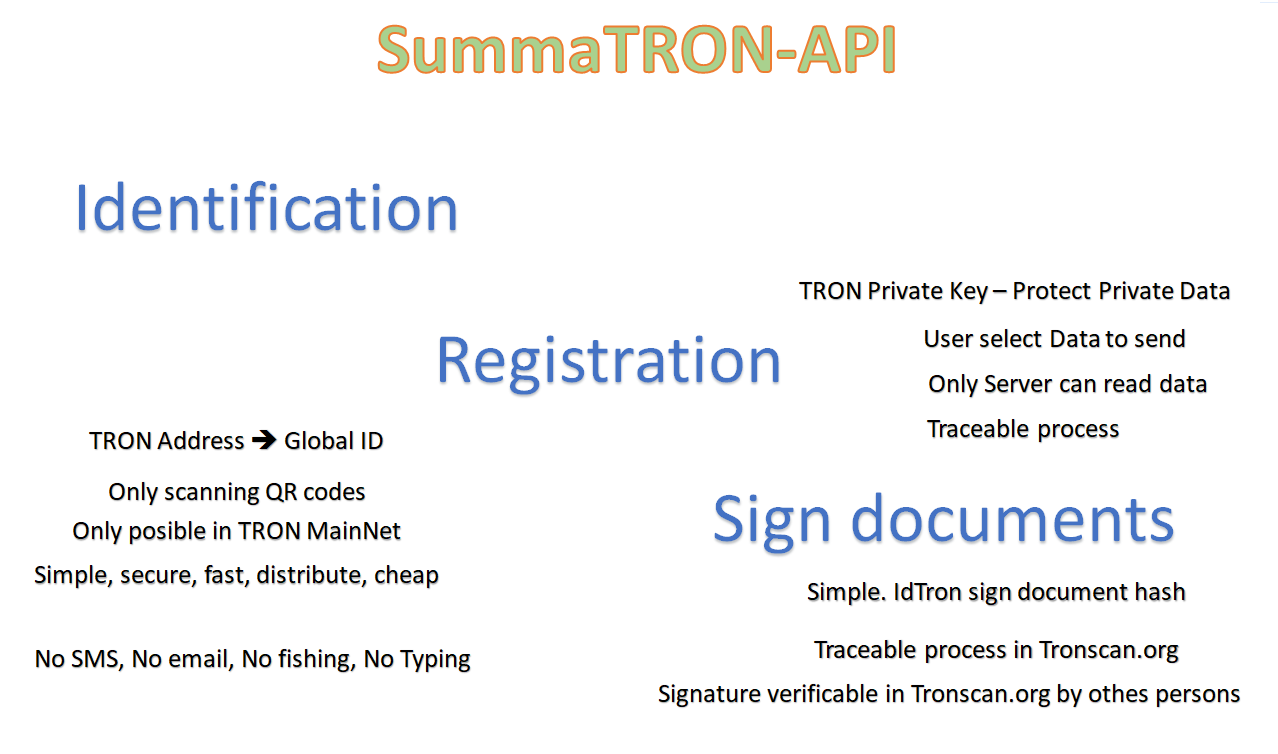 SummaTRON-API
Identification
TRON Private Key – Protect Private Data
User select Data to send
Registration
Only Server can read data
Traceable process
TRON Address ➔ Global ID
Only scanning QR codes
Only posible in TRON MainNet
Simple, secure, fast, distribute, cheap
No SMS, No email, No fishing, No Typing
Sign documents
Simple. IdTron sign document hash
Traceable process in Tronscan.org
Signature verificable in Tronscan.org by othes persons